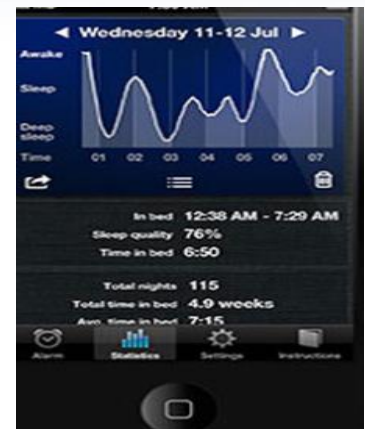 ◀ Wednesday 11-12 Jul ▶
Awake
Sleep
Deep
sleep
Time 01 02 03 04 05 06 07
In bed 12:38 AM - 7:29 AM
Sleep quality 76%
Time in bed 6:50
Total nights 115
Total time in bed 4.9 weeks
Avg. time in bed 7:15
Alarm Statistics Settings Instructions